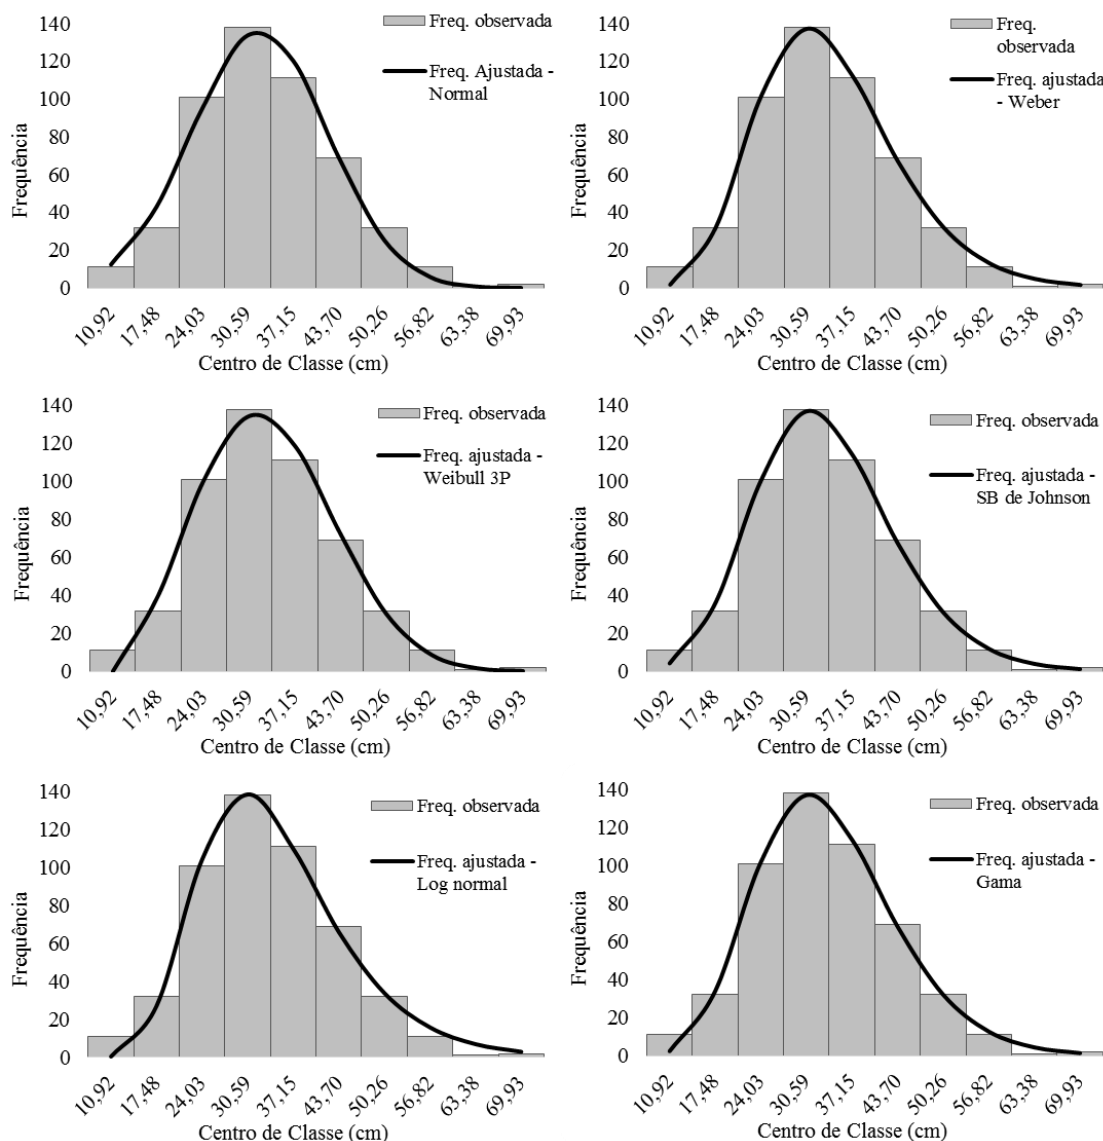 140
120
100
80
60
40
20
0
Frequência
10,92 17,48 24,03 30,59 37,15 43,70 50,26 56,82 63,38 69,93
Centro de Classe (cm)
Freq. observada
Freq. Ajustada -
Normal
140
120
100
80
60
40
20
0
Frequência
10,92 17,48 24,03 30,59 37,15 43,70 50,26 56,82 63,38 69,93
Centro de Classe (cm)
Freq.
observada
Freq. ajustada
- Weber
140
120
100
80
60
40
20
0
Frequência
10,92 17,48 24,03 30,59 37,15 43,70 50,26 56,82 63,38 69,93
Centro de Classe (cm)
Freq. observada
Freq. ajustada -
Weibull 3P
140
120
100
80
60
40
20
0
Frequência
10,92 17,48 24,03 30,59 37,15 43,70 50,26 56,82 63,38 69,93
Centro de Classe (cm)
Freq. observada
Freq. ajustada -
SB de Johnson
140
120
100
80
60
40
20
0
Frequência
10,92 17,48 24,03 30,59 37,15 43,70 50,26 56,82 63,38 69,93
Centro de Classe (cm)
Freq. observada
Freq. ajustada -
Log normal
140
120
100
80
60
40
20
0
Frequência
10,92 17,48 24,03 30,59 37,15 43,70 50,26 56,82 63,38 69,93
Centro de Classe (cm)
Freq. observada
Freq. ajustada -
Gama